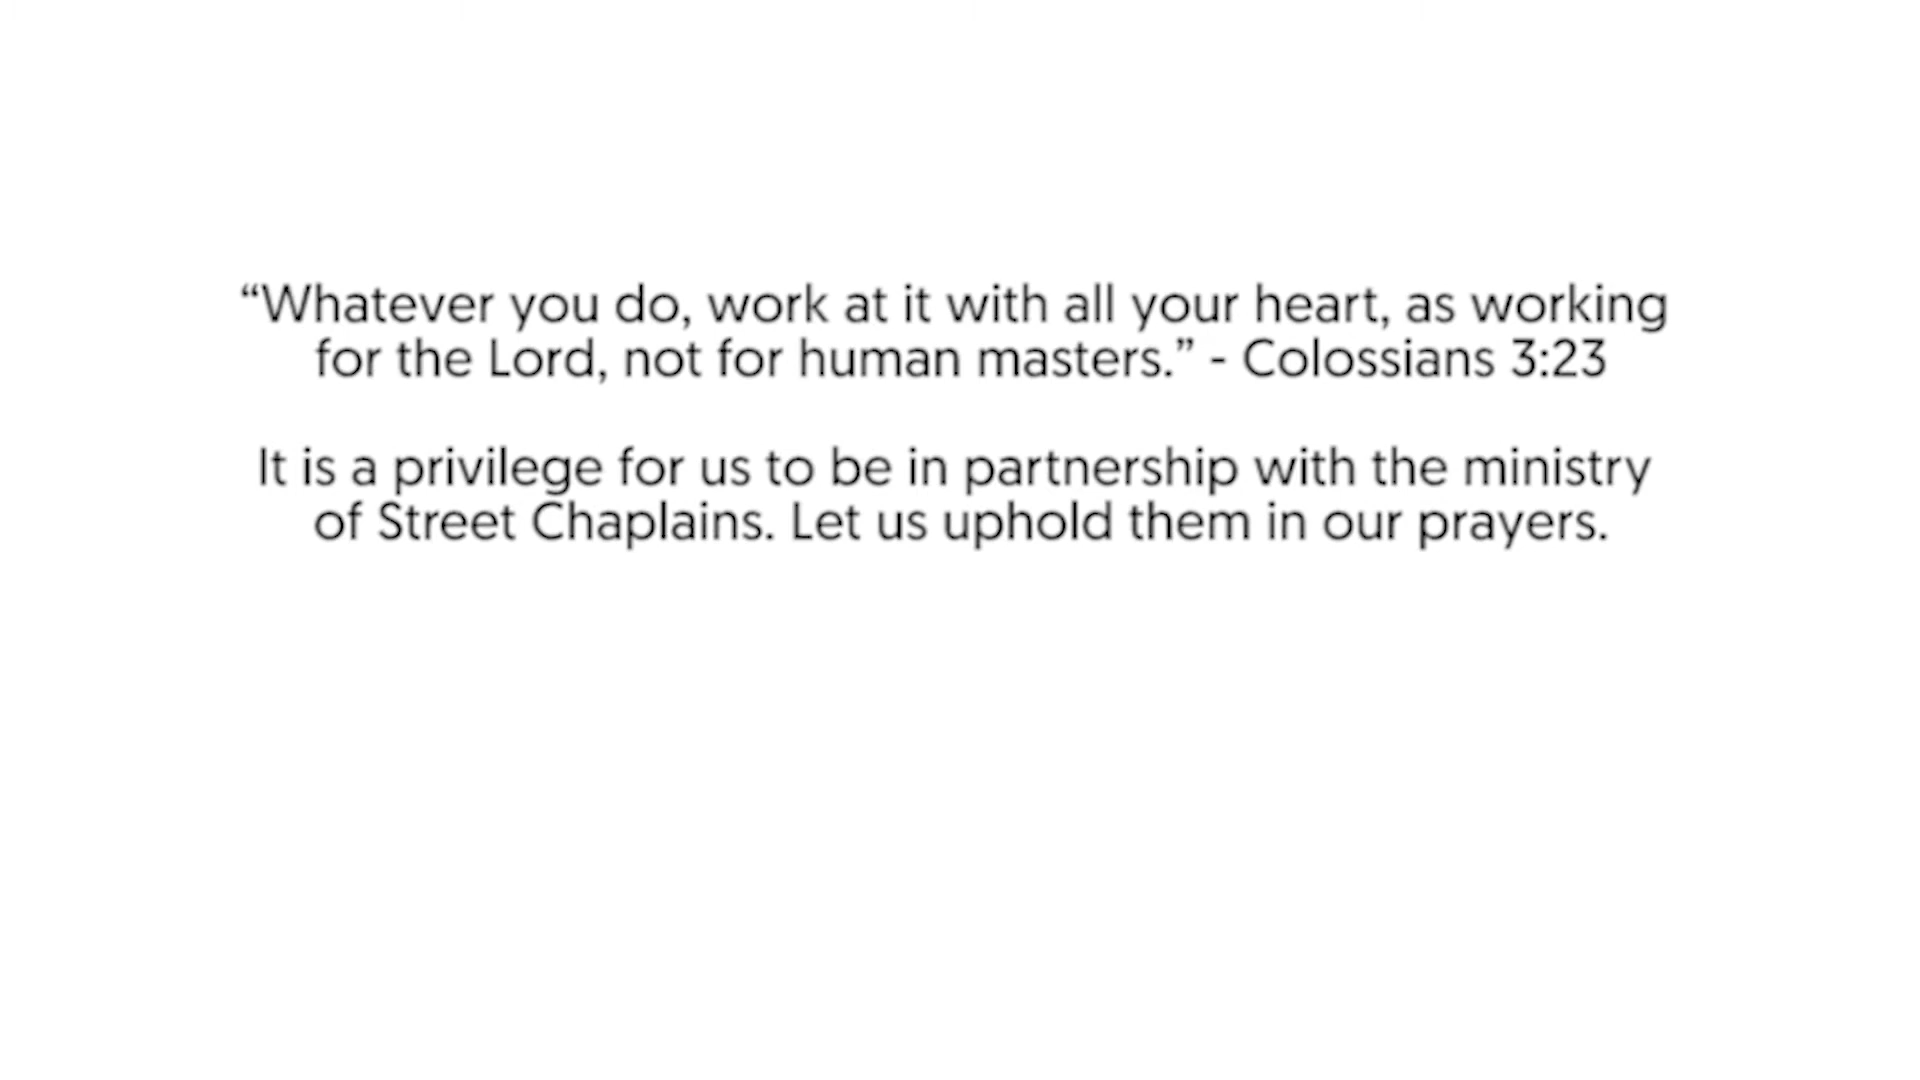 “Whatever you do, work at it with all your heart, as working
for the Lord, not for human masters.” - Colossians 3:23
It is a privilege for us to be in partnership with the ministry
of Street Chaplains. Let us uphold them in our prayers.